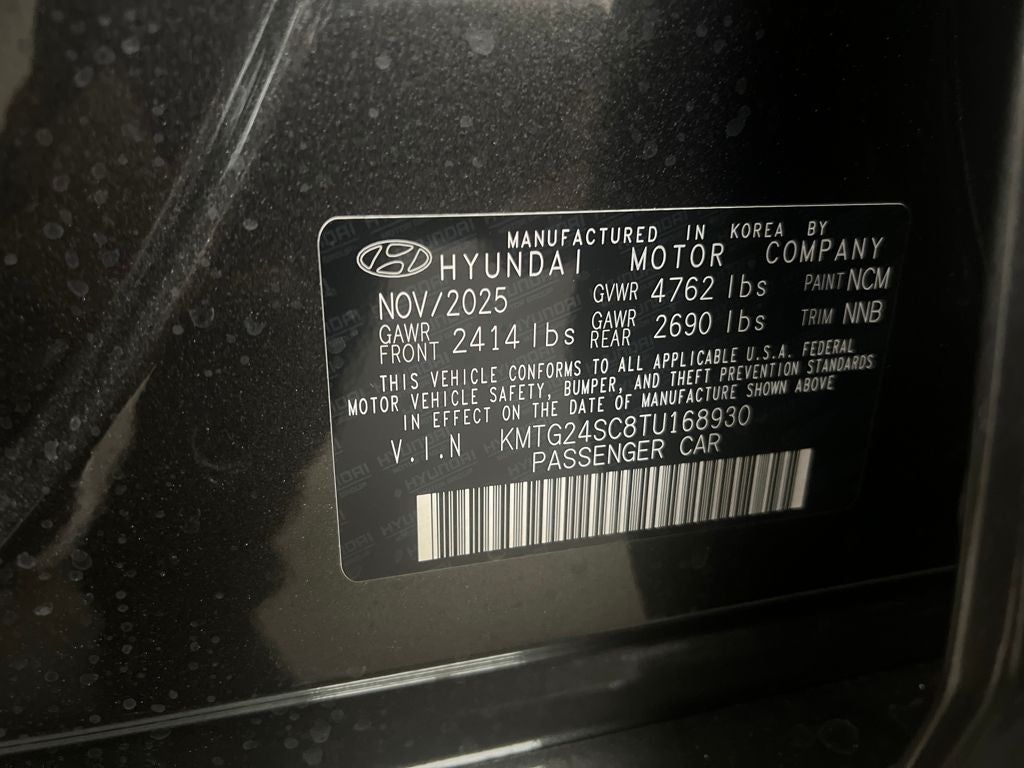 MANUFACTURED IN KOREA BY
HYUNDAI MOTOR COMPANY
NOV/2025 GVWR 4762 lbs PAINT NCM
GAWR FRONT 2414 lbs GAWR REAR 2690 lbs TRIM NNB
THIS VEHICLE CONFORMS TO ALL APPLICABLE U.S.A. FEDERAL
MOTOR VEHICLE SAFETY, BUMPER, AND THEFT PREVENTION STANDARDS
IN EFFECT ON THE DATE OF MANUFACTURE SHOWN ABOVE
V.I.N KMTG24SC8TU168930
PASSENGER CAR